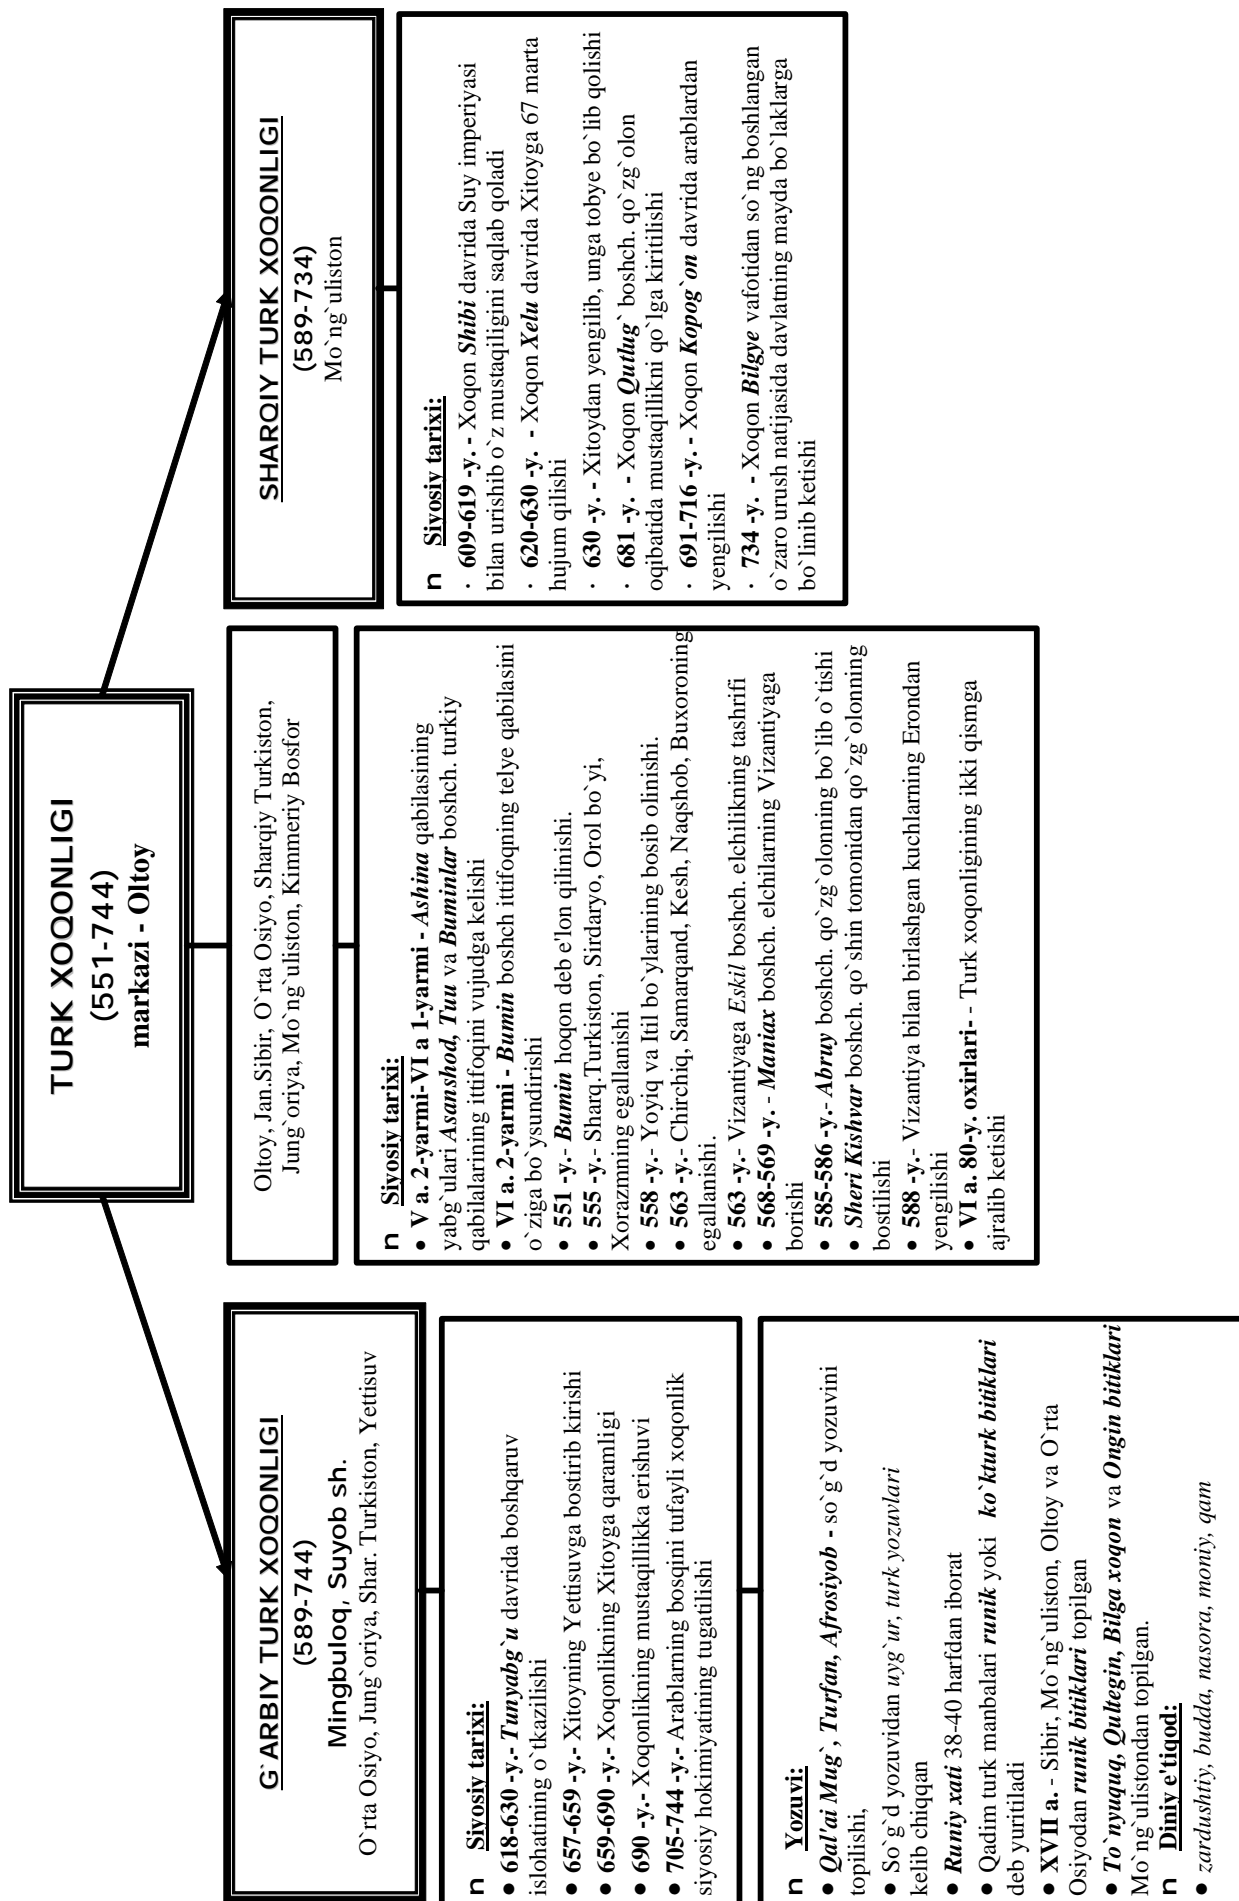 TURK XOQONLIGI
(551-744)
markazi - Oltoy
G`ARBIY TURK XOQONLIGI
(589-744)
Mingbuloq, Suyob sh.
O`rta Osiyo, Jung`oriya, Shar. Turkiston, Yettisuv
n Siyosiy tarixi:
● 618-630 -y.- Tunyabg`u davrida boshqaruv
islohatining o`tkazilishi
● 657-659 -y.- Xitoyning Yetisuvga bostirib kirishi
● 659-690 -y.- Xoqonlikning Xitoyga qaramligi
● 690 -y.- Xoqonlikning mustaqillikka erishuvi
● 705-744 -y.- Arablarning bosqini tufayli xoqonlik
siyosiy hokimiyatining tugatilishi
n Yozuvi:
● Qal'ai Mug`, Turfan, Afrosiyob - so`g`d yozuvini
topilishi,
● So`g`d yozuvidan uyg`ur, turk yozuvlari
kelib chiqqan
● Runiy xati 38-40 harfdan iborat
● Qadim turk manbalari runik yoki ko`kturk bitiklari
deb yuritiladi
● XVII a. - Sibir, Mo`ng`uliston, Oltoy va O`rta
Osiyodan runik bitiklari topilgan
● To`nyuquq, Qultegin, Bilga xoqon va Ongin bitiklari
Mo`ng`ulistondan topilgan.
n Diniy e'tiqod:
● zardushtiy, budda, nasora, moniy, qam
Oltoy, Jan.Sibir, O`rta Osiyo, Sharqiy Turkiston,
Jung`oriya, Mo`ng`uliston, Kimmeriy Bosfor
n Siyosiy tarixi:
● V a. 2-yarmi-VI a 1-yarmi - Ashina qabilasining
yabg`ulari Asanshod, Tuu va Buminlar boshch. turkiy
qabilalarining ittifoqini vujudga kelishi
● VI a. 2-yarmi - Bumin boshch ittifoqning telye qabilasini
o`ziga bo`ysundirishi
● 551 -y.- Bumin hoqon deb e'lon qilinishi.
● 555 -y.- Sharq.Turkiston, Sirdaryo, Orol bo`yi,
Xorazmning egallanishi
● 558 -y.- Yoyiq va Itil bo`ylarining bosib olinishi.
● 563 -y.- Chirchiq, Samarqand, Kesh, Naqshob, Buxoroning
egallanishi.
● 563 -y.- Vizantiyaga Eskil boshch. elchilikning tashrifi
● 568-569 -y. - Maniax boshch. elchilarning Vizantiyaga
borishi
● 585-586 -y.- Abruy boshch. qo`zg`olonning bo`lib o`tishi
● Sheri Kishvar boshch. qo`shin tomonidan qo`zg`olonning
bostilishi
● 588 -y.- Vizantiya bilan birlashgan kuchlarning Erondan
yengilishi
● VI a. 80-y. oxirlari- - Turk xoqonligining ikki qismga
ajralib ketishi
SHARQIY TURK XOQONLIGI
(589-734)
Mo`ng`uliston
n Siyosiy tarixi:
· 609-619 -y. - Xoqon Shibi davrida Suy imperiyasi
bilan urishib o`z mustaqiligini saqlab qoladi
· 620-630 -y. - Xoqon Xelu davrida Xitoyga 67 marta
hujum qilishi
· 630 -y. - Xitoydan yengilib, unga tobye bo`lib qolishi
· 681 -y. - Xoqon Qutlug` boshch. qo`zg`olon
oqibatida mustaqillikni qo`lga kiritilishi
· 691-716 -y. - Xoqon Kopog`on davrida arablardan
yengilishi
· 734 -y. - Xoqon Bilgye vafotidan so`ng boshlangan
o`zaro urush natijasida davlatning mayda bo`laklarga
bo`linib ketishi